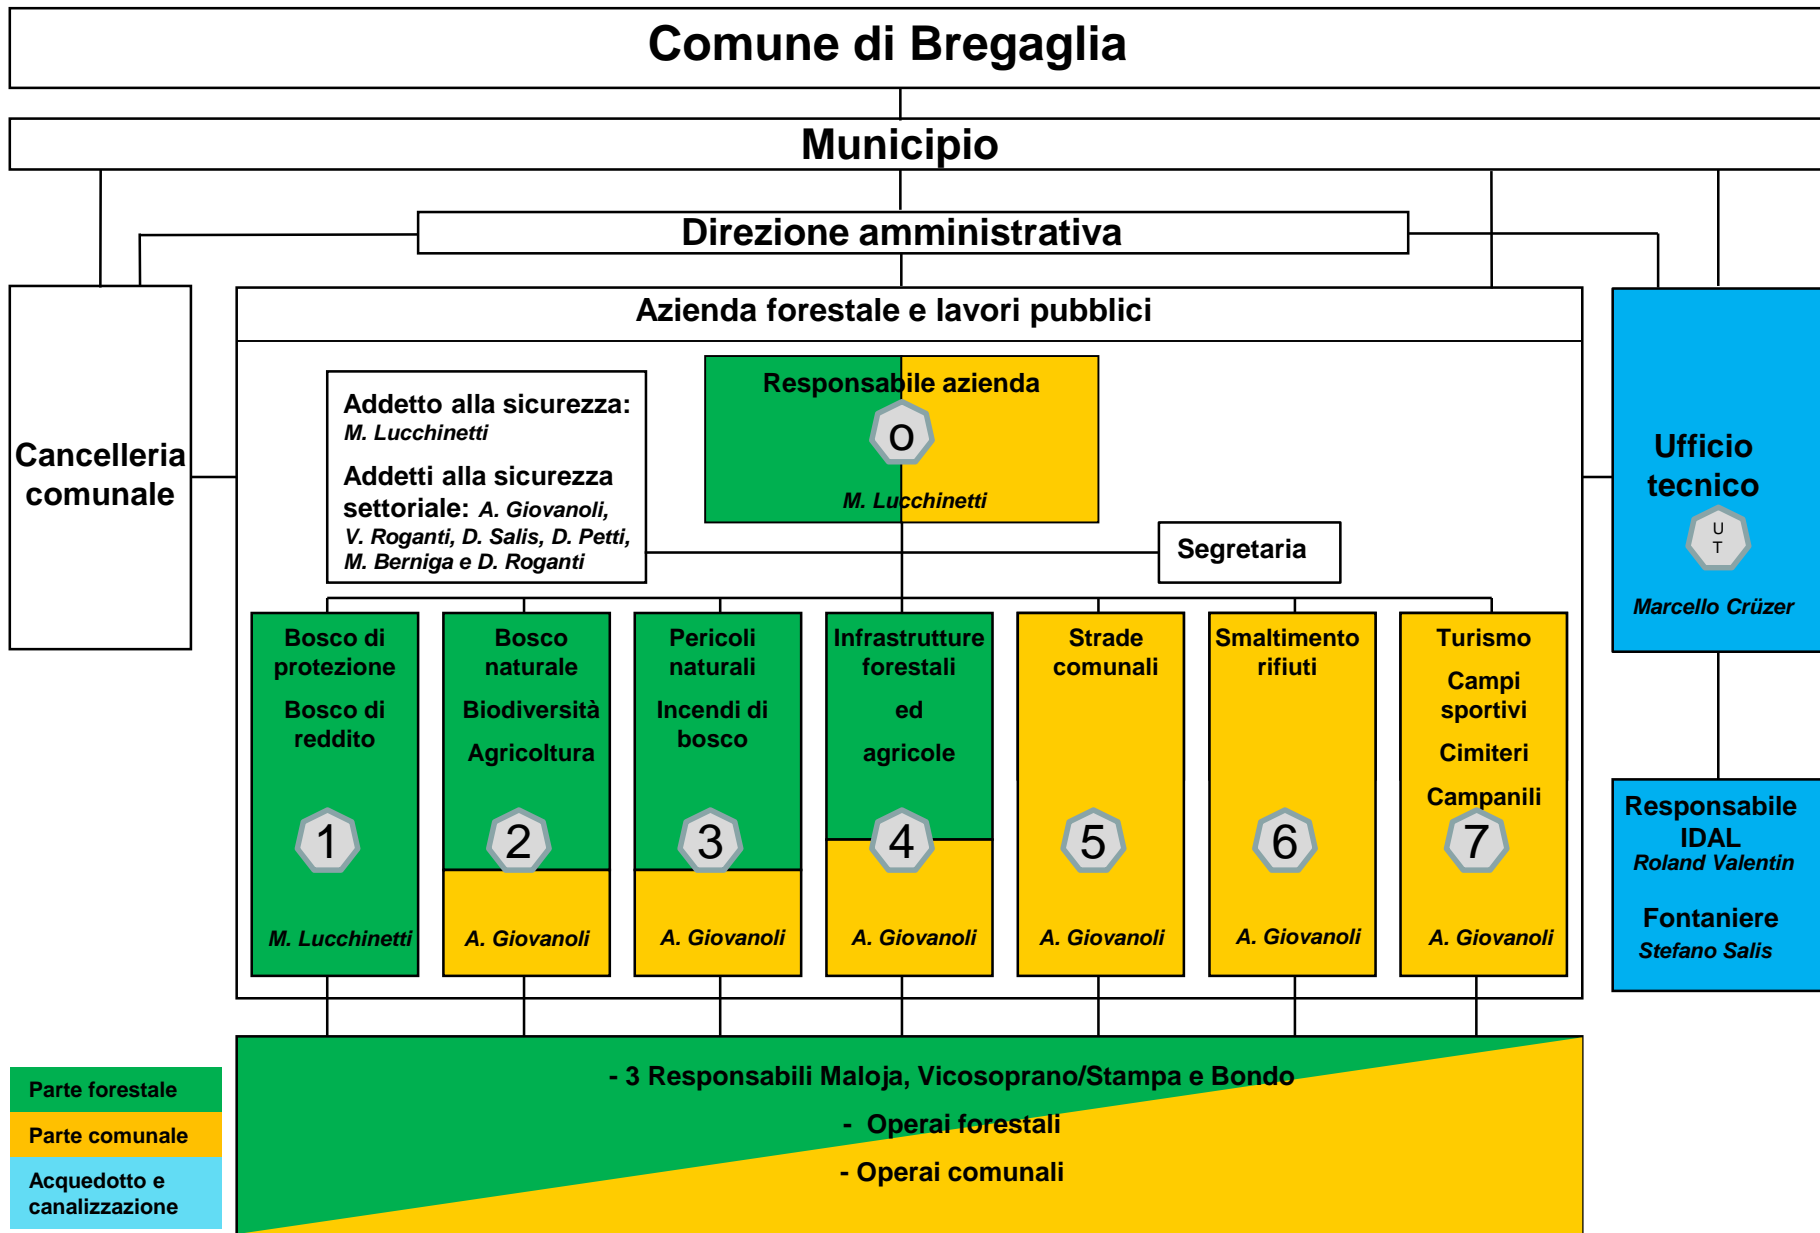 Comune di Bregaglia
Municipio
Direzione amministrativa
Cancelleria
comunale
Azienda forestale e lavori pubblici
Addetto alla sicurezza:
M. Lucchinetti
Addetti alla sicurezza
settoriale: A. Giovanoli,
V. Roganti, D. Salis, D. Petti,
M. Berniga e D. Roganti
Responsabile azienda
O
M. Lucchinetti
Segretaria
Ufficio
tecnico
U
T
Marcello Crüzer
Bosco di
protezione
Bosco di
reddito
1
M. Lucchinetti
Bosco
naturale
Biodiversità
Agricoltura
2
A. Giovanoli
Pericoli
naturali
Incendi di
bosco
3
A. Giovanoli
Infrastrutture
forestali
ed
agricole
4
A. Giovanoli
Strade
comunali
5
A. Giovanoli
Smaltimento
rifiuti
6
A. Giovanoli
Turismo
Campi
sportivi
Cimiteri
Campanili
7
A. Giovanoli
Responsabile
IDAL
Roland Valentin
Fontaniere
Stefano Salis
- 3 Responsabili Maloja, Vicosoprano/Stampa e Bondo
- Operai forestali
- Operai comunali
Parte forestale
Parte comunale
Acquedotto e
canalizzazione